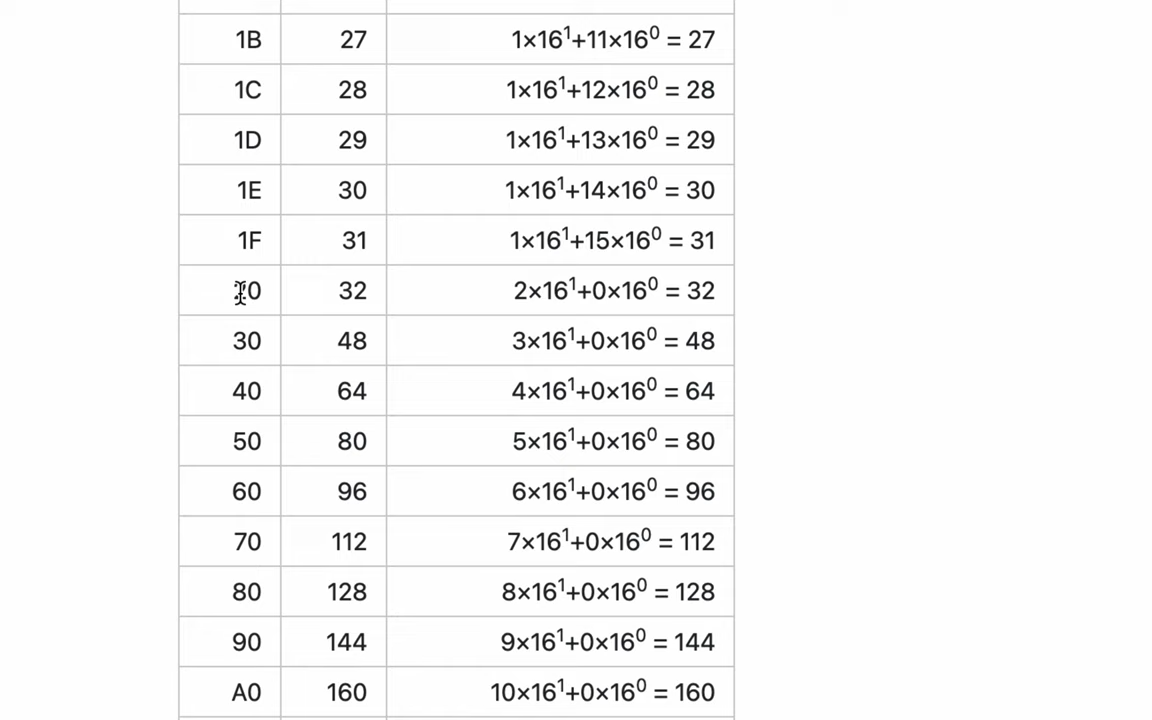 1B 27 1×16¹+11×16⁰ = 27
1C 28 1×16¹+12×16⁰ = 28
1D 29 1×16¹+13×16⁰ = 29
1E 30 1×16¹+14×16⁰ = 30
1F 31 1×16¹+15×16⁰ = 31
20 32 2×16¹+0×16⁰ = 32
30 48 3×16¹+0×16⁰ = 48
40 64 4×16¹+0×16⁰ = 64
50 80 5×16¹+0×16⁰ = 80
60 96 6×16¹+0×16⁰ = 96
70 112 7×16¹+0×16⁰ = 112
80 128 8×16¹+0×16⁰ = 128
90 144 9×16¹+0×16⁰ = 144
A0 160 10×16¹+0×16⁰ = 160